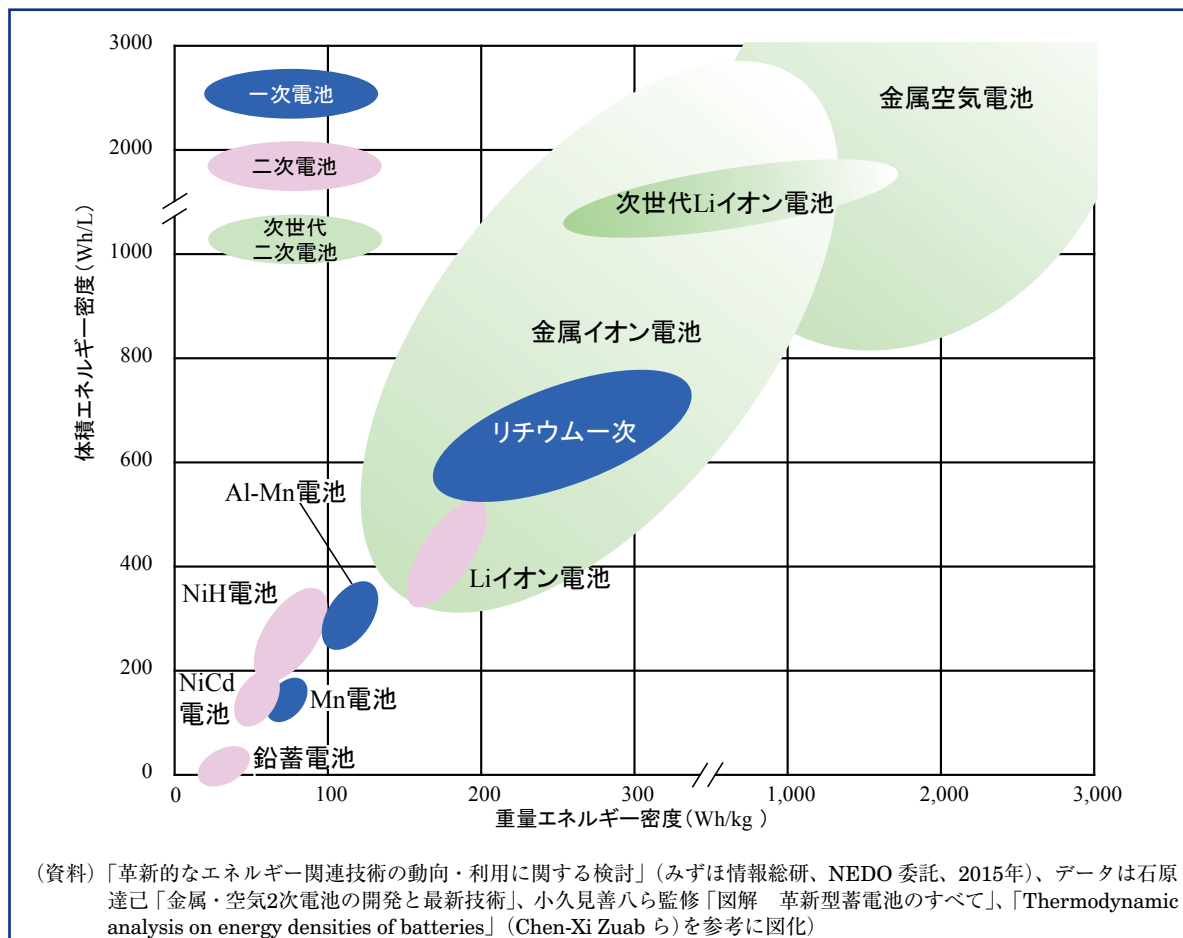 3000
2000
1000
800
600
400
200
0
体積エネルギー密度(Wh/L)
一次電池
二次電池
次世代
二次電池
金属空気電池
次世代Liイオン電池
金属イオン電池
リチウム一次
Al-Mn電池
Liイオン電池
NiH電池
NiCd
電池
Mn電池
鉛蓄電池
0
100
200
300
1,000
2,000
3,000
重量エネルギー密度(Wh/kg )
(資料)「革新的なエネルギー関連技術の動向・利用に関する検討」(みずほ情報総研、NEDO 委託、2015年)、データは石原
達己「金属・空気2次電池の開発と最新技術」、小久見善八ら監修「図解 革新型蓄電池のすべて」、「Thermodynamic
analysis on energy densities of batteries」(Chen-Xi Zuab ら)を参考に図化)